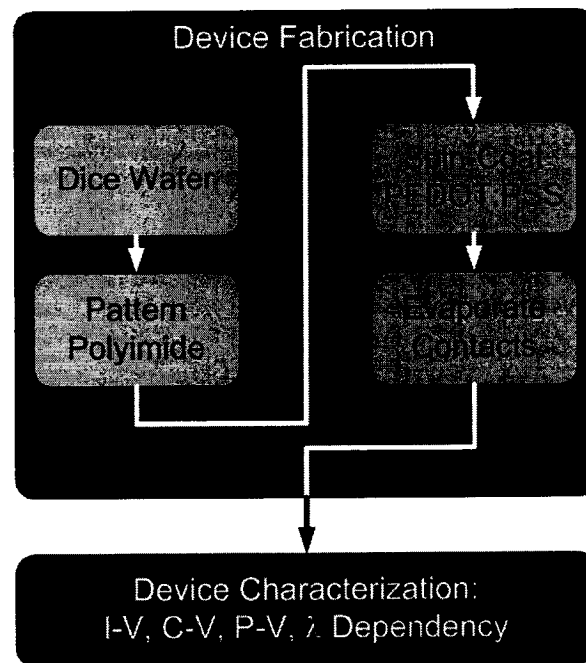 Device Fabrication
Dice Wafer
Pattern
Polyimide
Spin Coat
PEDOT:PSS
Evaporate
Contacts
Device Characterization:
I-V, C-V, P-V, λ Dependency